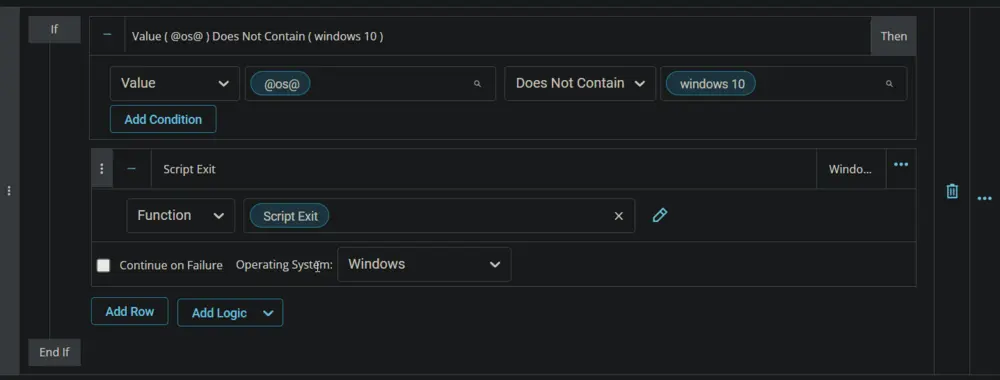 If
Value ( @os@ ) Does Not Contain ( windows 10 )
Then
Value
@os@
Does Not Contain
windows 10
Add Condition
Script Exit
Windo...
Function
Script Exit
Continue on Failure
Operating System:
Windows
Add Row
Add Logic
End If